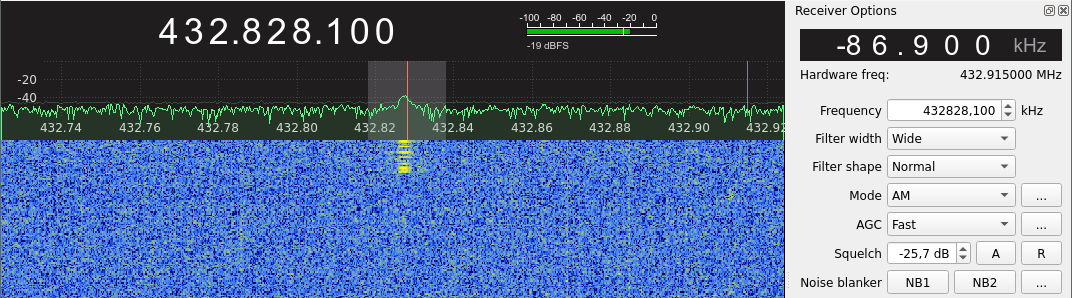 432.828.100
-100 -80 -60 -40 -20 0
-19 dBFS
-20
-40
432.74 432.76 432.78 432.80 432.82 432.84 432.86 432.88 432.90 432.92
Receiver Options
-86.900 kHz
Hardware freq: 432.915000 MHz
Frequency 432828,100 kHz
Filter width Wide
Filter shape Normal
Mode AM ...
AGC Fast ...
Squelch -25,7 dB A R
Noise blanker NB1 NB2 ...